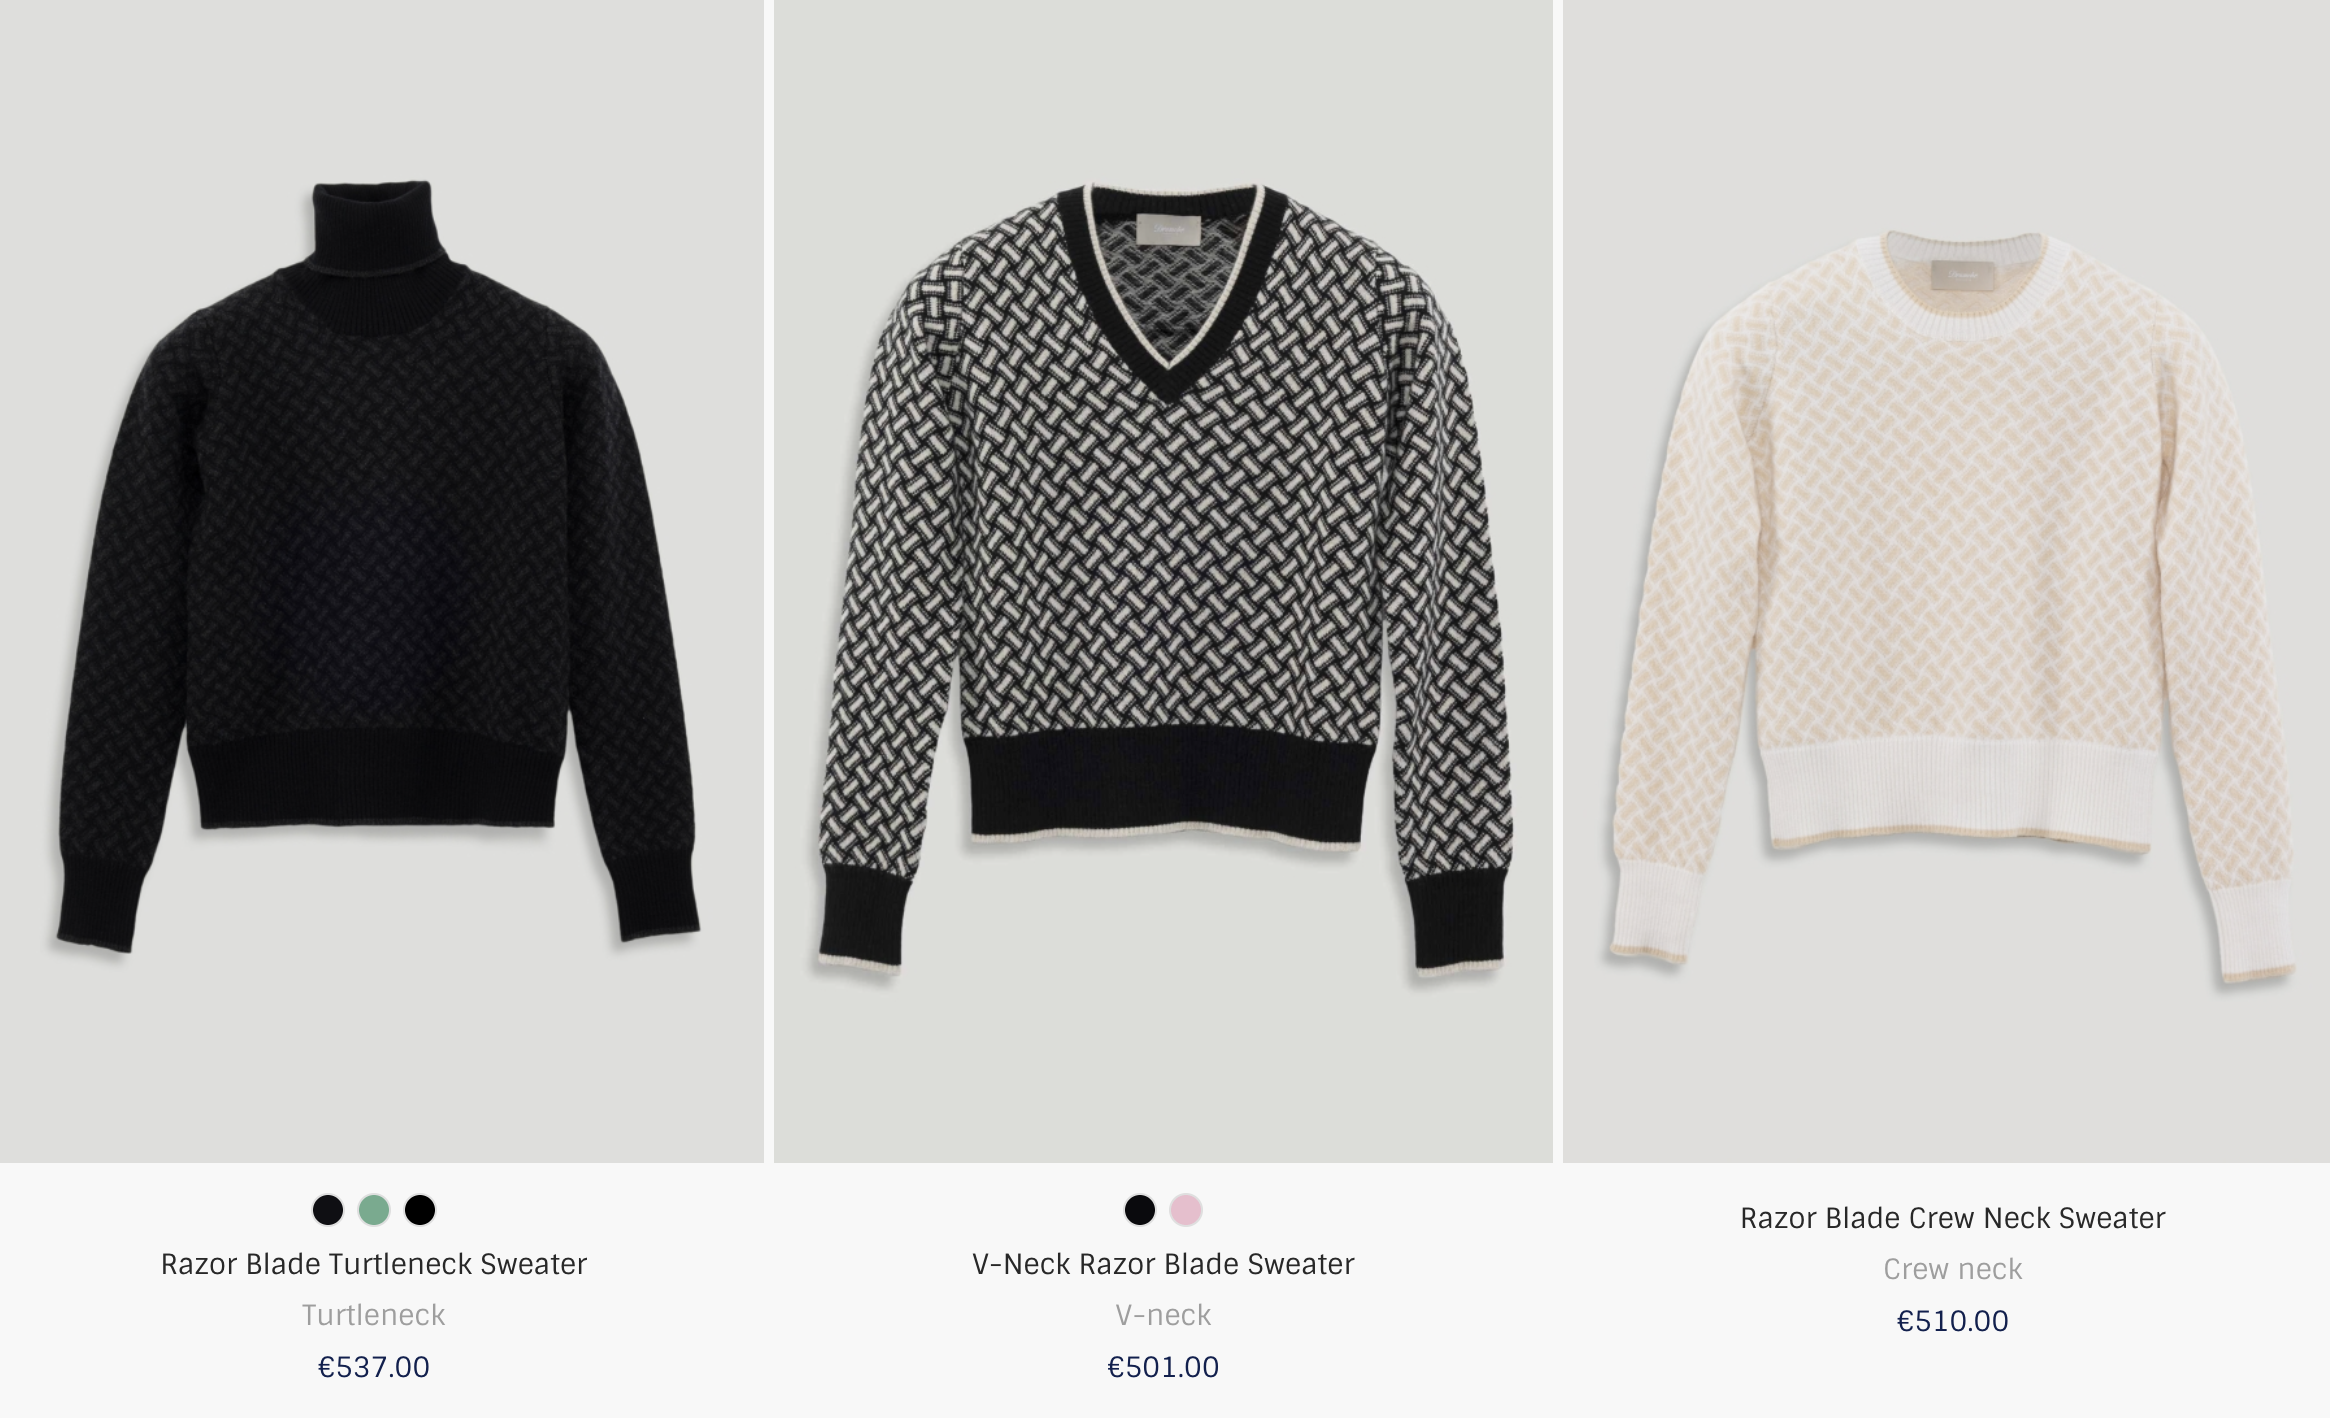 Razor Blade Turtleneck Sweater
Turtleneck
€537.00
V-Neck Razor Blade Sweater
V-neck
€501.00
Razor Blade Crew Neck Sweater
Crew neck
€510.00